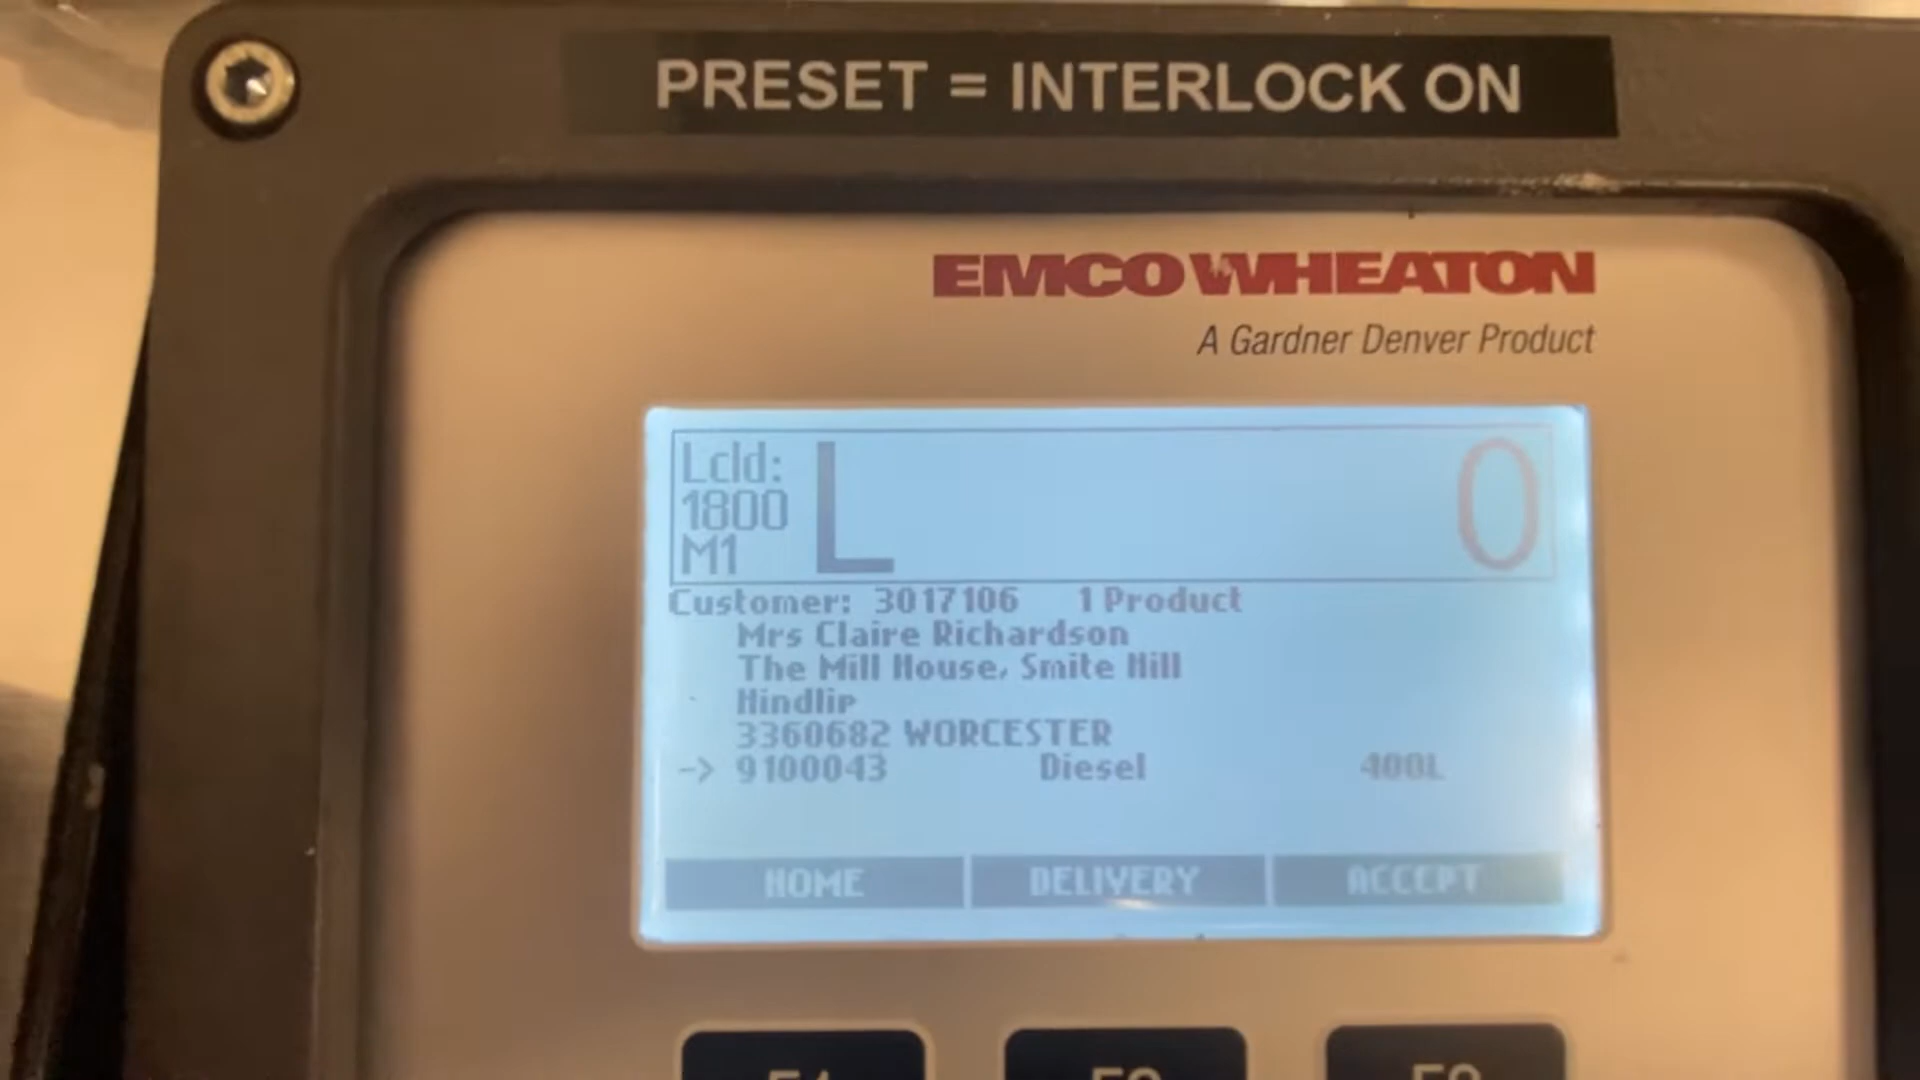 PRESET = INTERLOCK ON
EMCO WHEATON
A Gardner Denver Product
Lcld:
1800
M1
L 0
Customer: 3017106 1 Product
Mrs Claire Richardson
The Mill House, Smite Hill
Hindlip
3360682 WORCESTER
-> 9100043 Diesel 400L
HOME DELIVERY ACCEPT